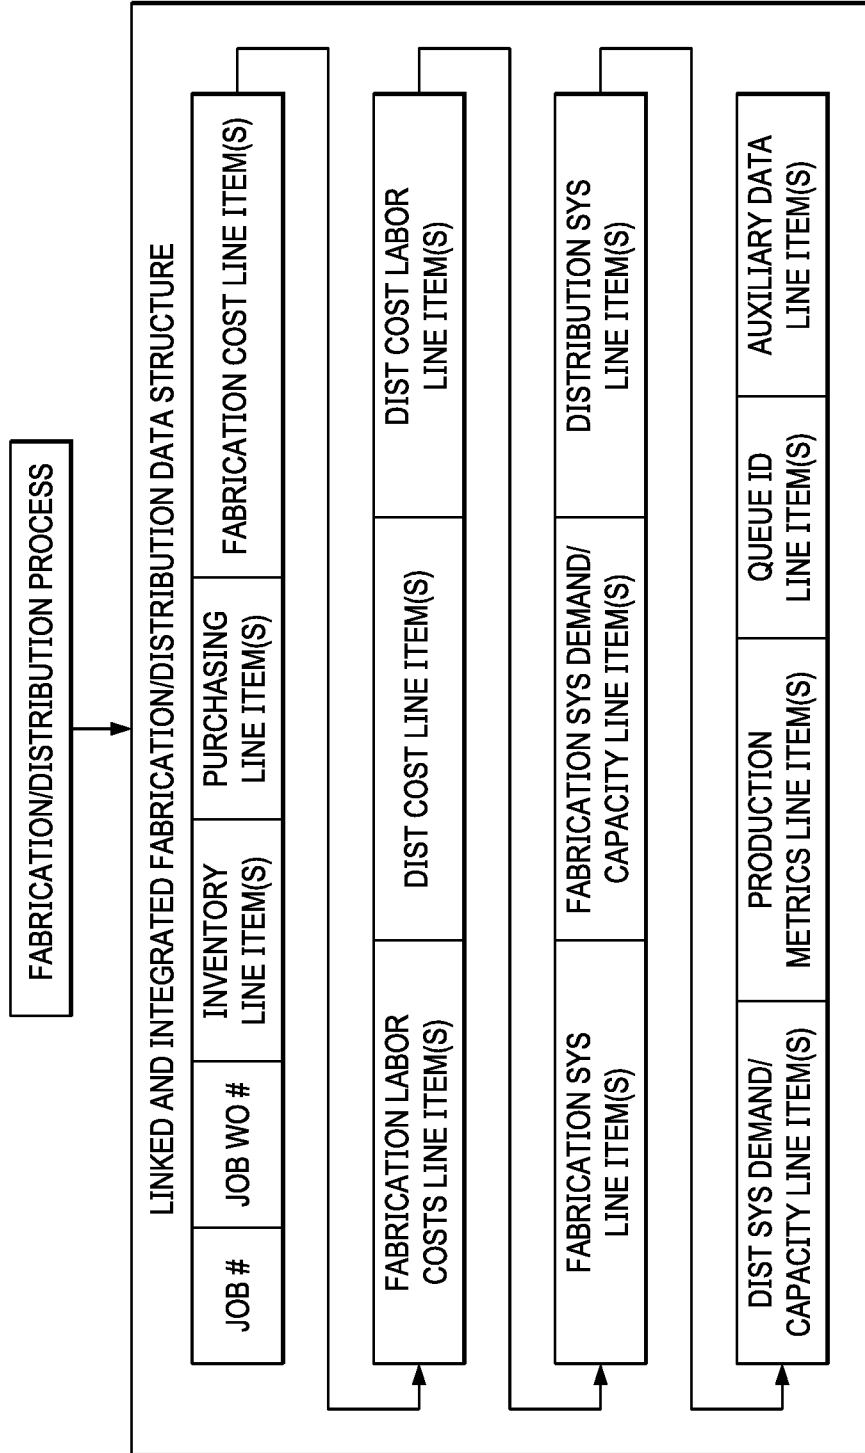 FABRICATION/DISTRIBUTION PROCESS
LINKED AND INTEGRATED FABRICATION/DISTRIBUTION DATA STRUCTURE
JOB #
JOB WO #
INVENTORY
LINE ITEM(S)
PURCHASING
LINE ITEM(S)
FABRICATION COST LINE ITEM(S)
FABRICATION LABOR
COSTS LINE ITEM(S)
DIST COST LINE ITEM(S)
DIST COST LABOR
LINE ITEM(S)
FABRICATION SYS
LINE ITEM(S)
FABRICATION SYS DEMAND/
CAPACITY LINE ITEM(S)
DISTRIBUTION SYS
LINE ITEM(S)
DIST SYS DEMAND/
CAPACITY LINE ITEM(S)
PRODUCTION
METRICS LINE ITEM(S)
QUEUE ID
LINE ITEM(S)
AUXILIARY DATA
LINE ITEM(S)